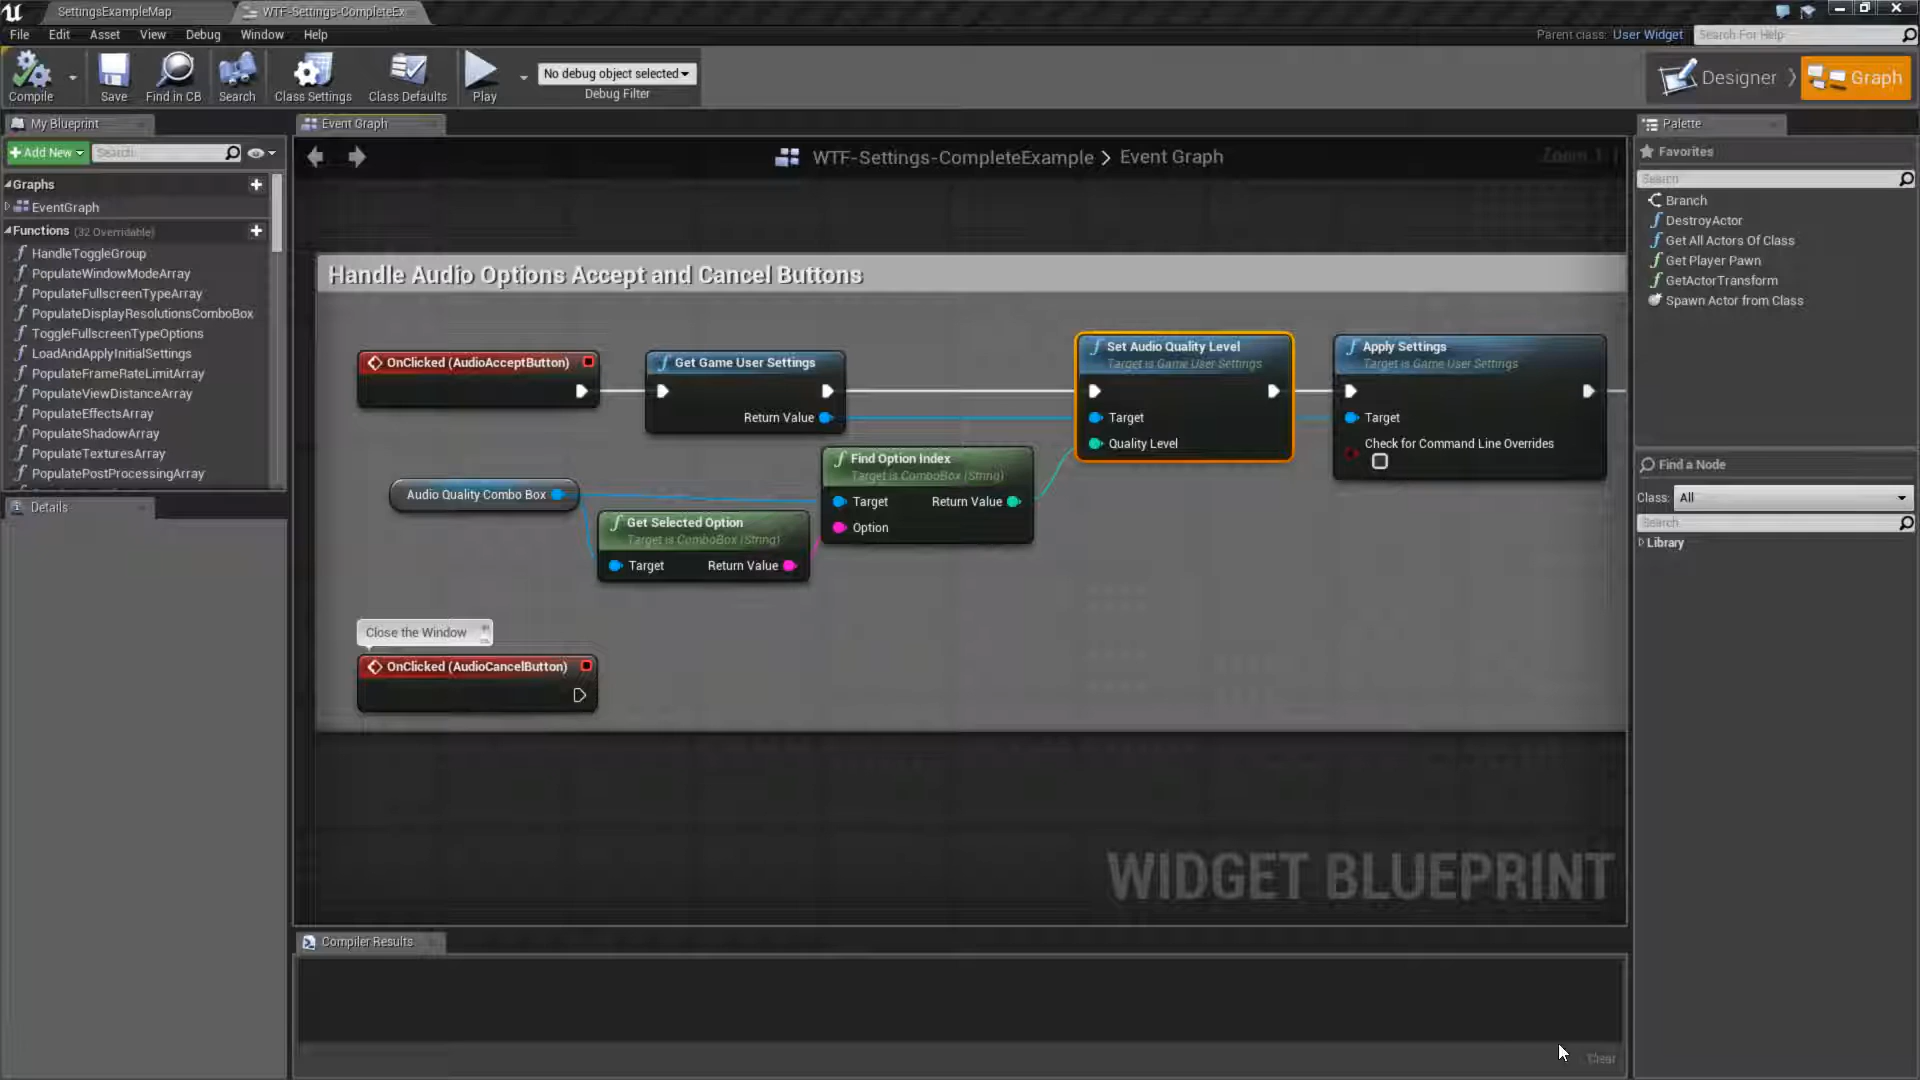 SettingsExampleMap
WTF-Settings-CompleteEx
File Edit Asset View Debug Window Help
Parent class: User Widget
Search For Help
Compile
Save
Find in CB
Search
Class Settings
Class Defaults
Play
No debug object selected
Debug Filter
Designer
Graph
My Blueprint
Event Graph
Palette
Add New
Search
WTF-Settings-CompleteExample > Event Graph
Zoom 1:1
Favorites
Search
Graphs
EventGraph
Functions (32 Overridable)
HandleToggleGroup
PopulateWindowModeArray
PopulateFullscreenTypeArray
PopulateDisplayResolutionsComboBox
ToggleFullscreenTypeOptions
LoadAndApplyInitialSettings
PopulateFrameRateLimitArray
PopulateViewDistanceArray
PopulateEffectsArray
PopulateShadowArray
PopulateTexturesArray
PopulatePostProcessingArray
Details
Branch
DestroyActor
Get All Actors Of Class
Get Player Pawn
GetActorTransform
Spawn Actor from Class
Find a Node
Class: All
Search
Library
Handle Audio Options Accept and Cancel Buttons
OnClicked (AudioAcceptButton)
Get Game User Settings
Return Value
Set Audio Quality Level
Target is Game User Settings
Target
Quality Level
Apply Settings
Target is Game User Settings
Target
Check for Command Line Overrides
Audio Quality Combo Box
Find Option Index
Target is ComboBox (String)
Target Return Value
Option
Get Selected Option
Target is ComboBox (String)
Target Return Value
Close the Window
OnClicked (AudioCancelButton)
WIDGET BLUEPRINT
Compiler Results
Clear